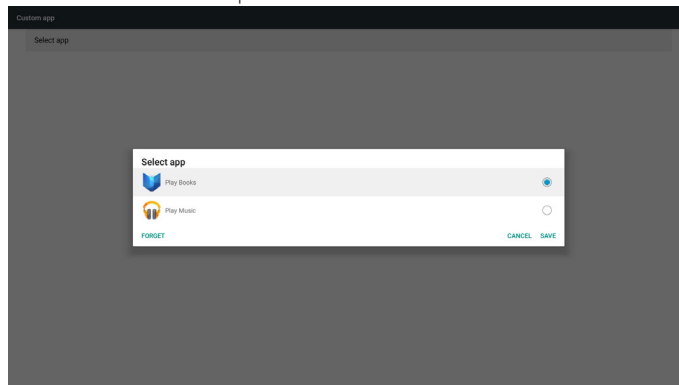 Custom app
Select app
Select app
Play Books
Play Music
FORGET
CANCEL SAVE